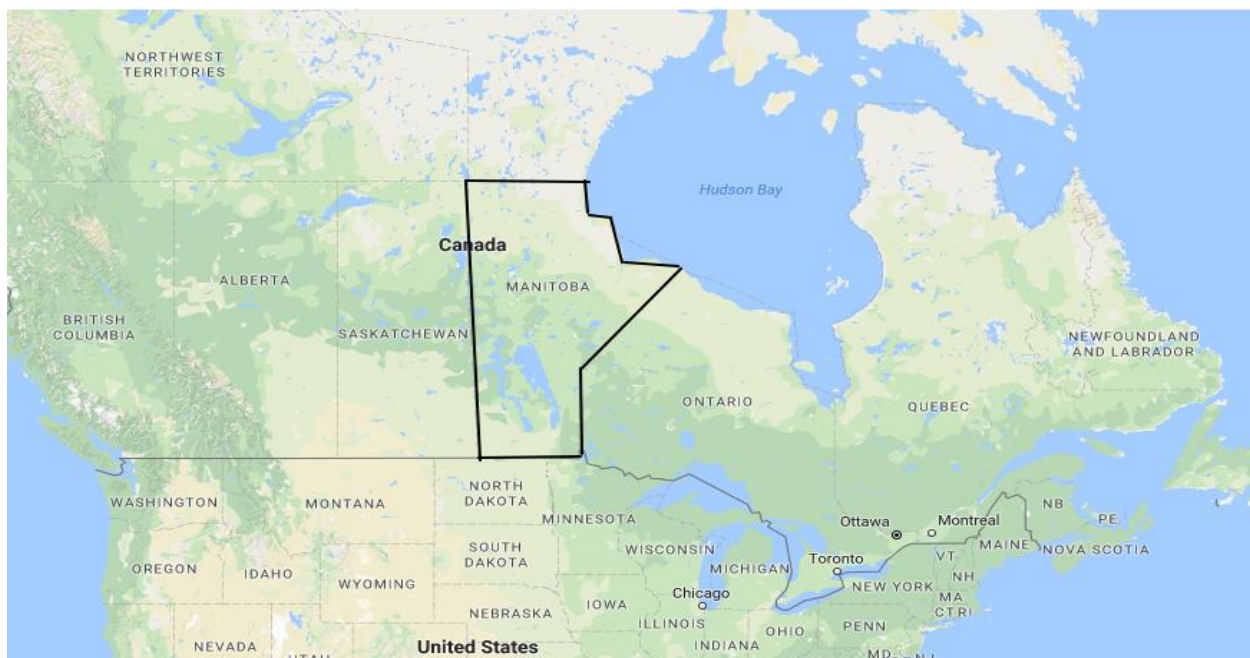 NORTHWEST
TERRITORIES
Hudson Bay
Canada
ALBERTA
MANITOBA
BRITISH
COLUMBIA
SASKATCHEWAN
NEWFOUNDLAND
AND LABRADOR
ONTARIO
QUEBEC
WASHINGTON
MONTANA
NORTH
DAKOTA
MINNESOTA
NB
PE
Ottawa
Montreal
MAINE
NOVA SCOTIA
OREGON
IDAHO
SOUTH
DAKOTA
WISCONSIN
MICHIGAN
Toronto
VT
NH
WYOMING
NEW YORK
MA
CT RI
Chicago
IOWA
NEBRASKA
ILLINOIS
INDIANA
OHIO
PENN
NEVADA
United States
MD